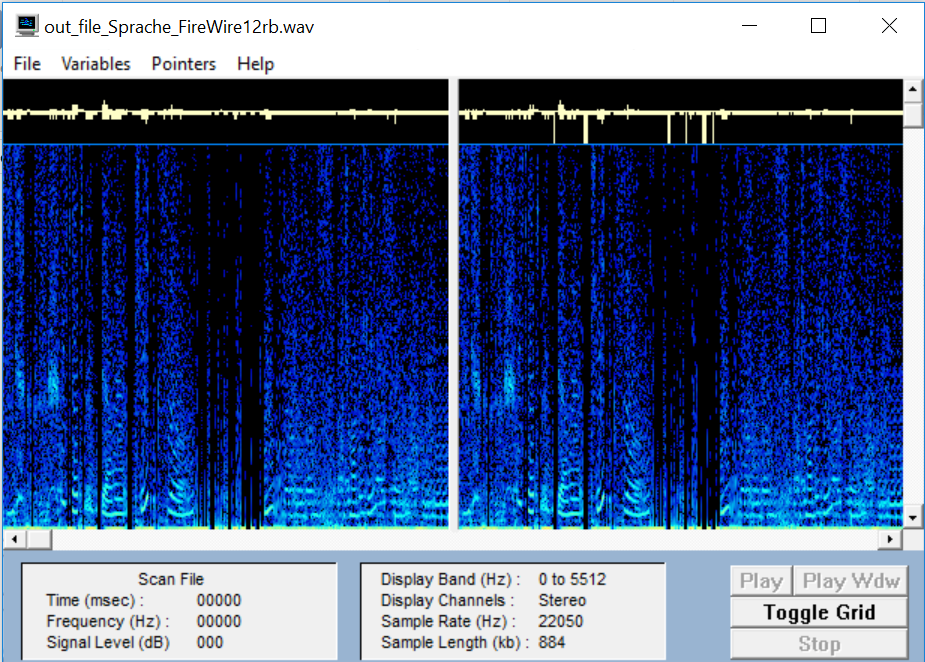 out_file_Sprache_FireWire12rb.wav
File Variables Pointers Help
Scan File
Time (msec) : 00000
Frequency (Hz) : 00000
Signal Level (dB) 000
Display Band (Hz) : 0 to 5512
Display Channels : Stereo
Sample Rate (Hz) : 22050
Sample Length (kb) : 884
Play Play Wdw
Toggle Grid
Stop